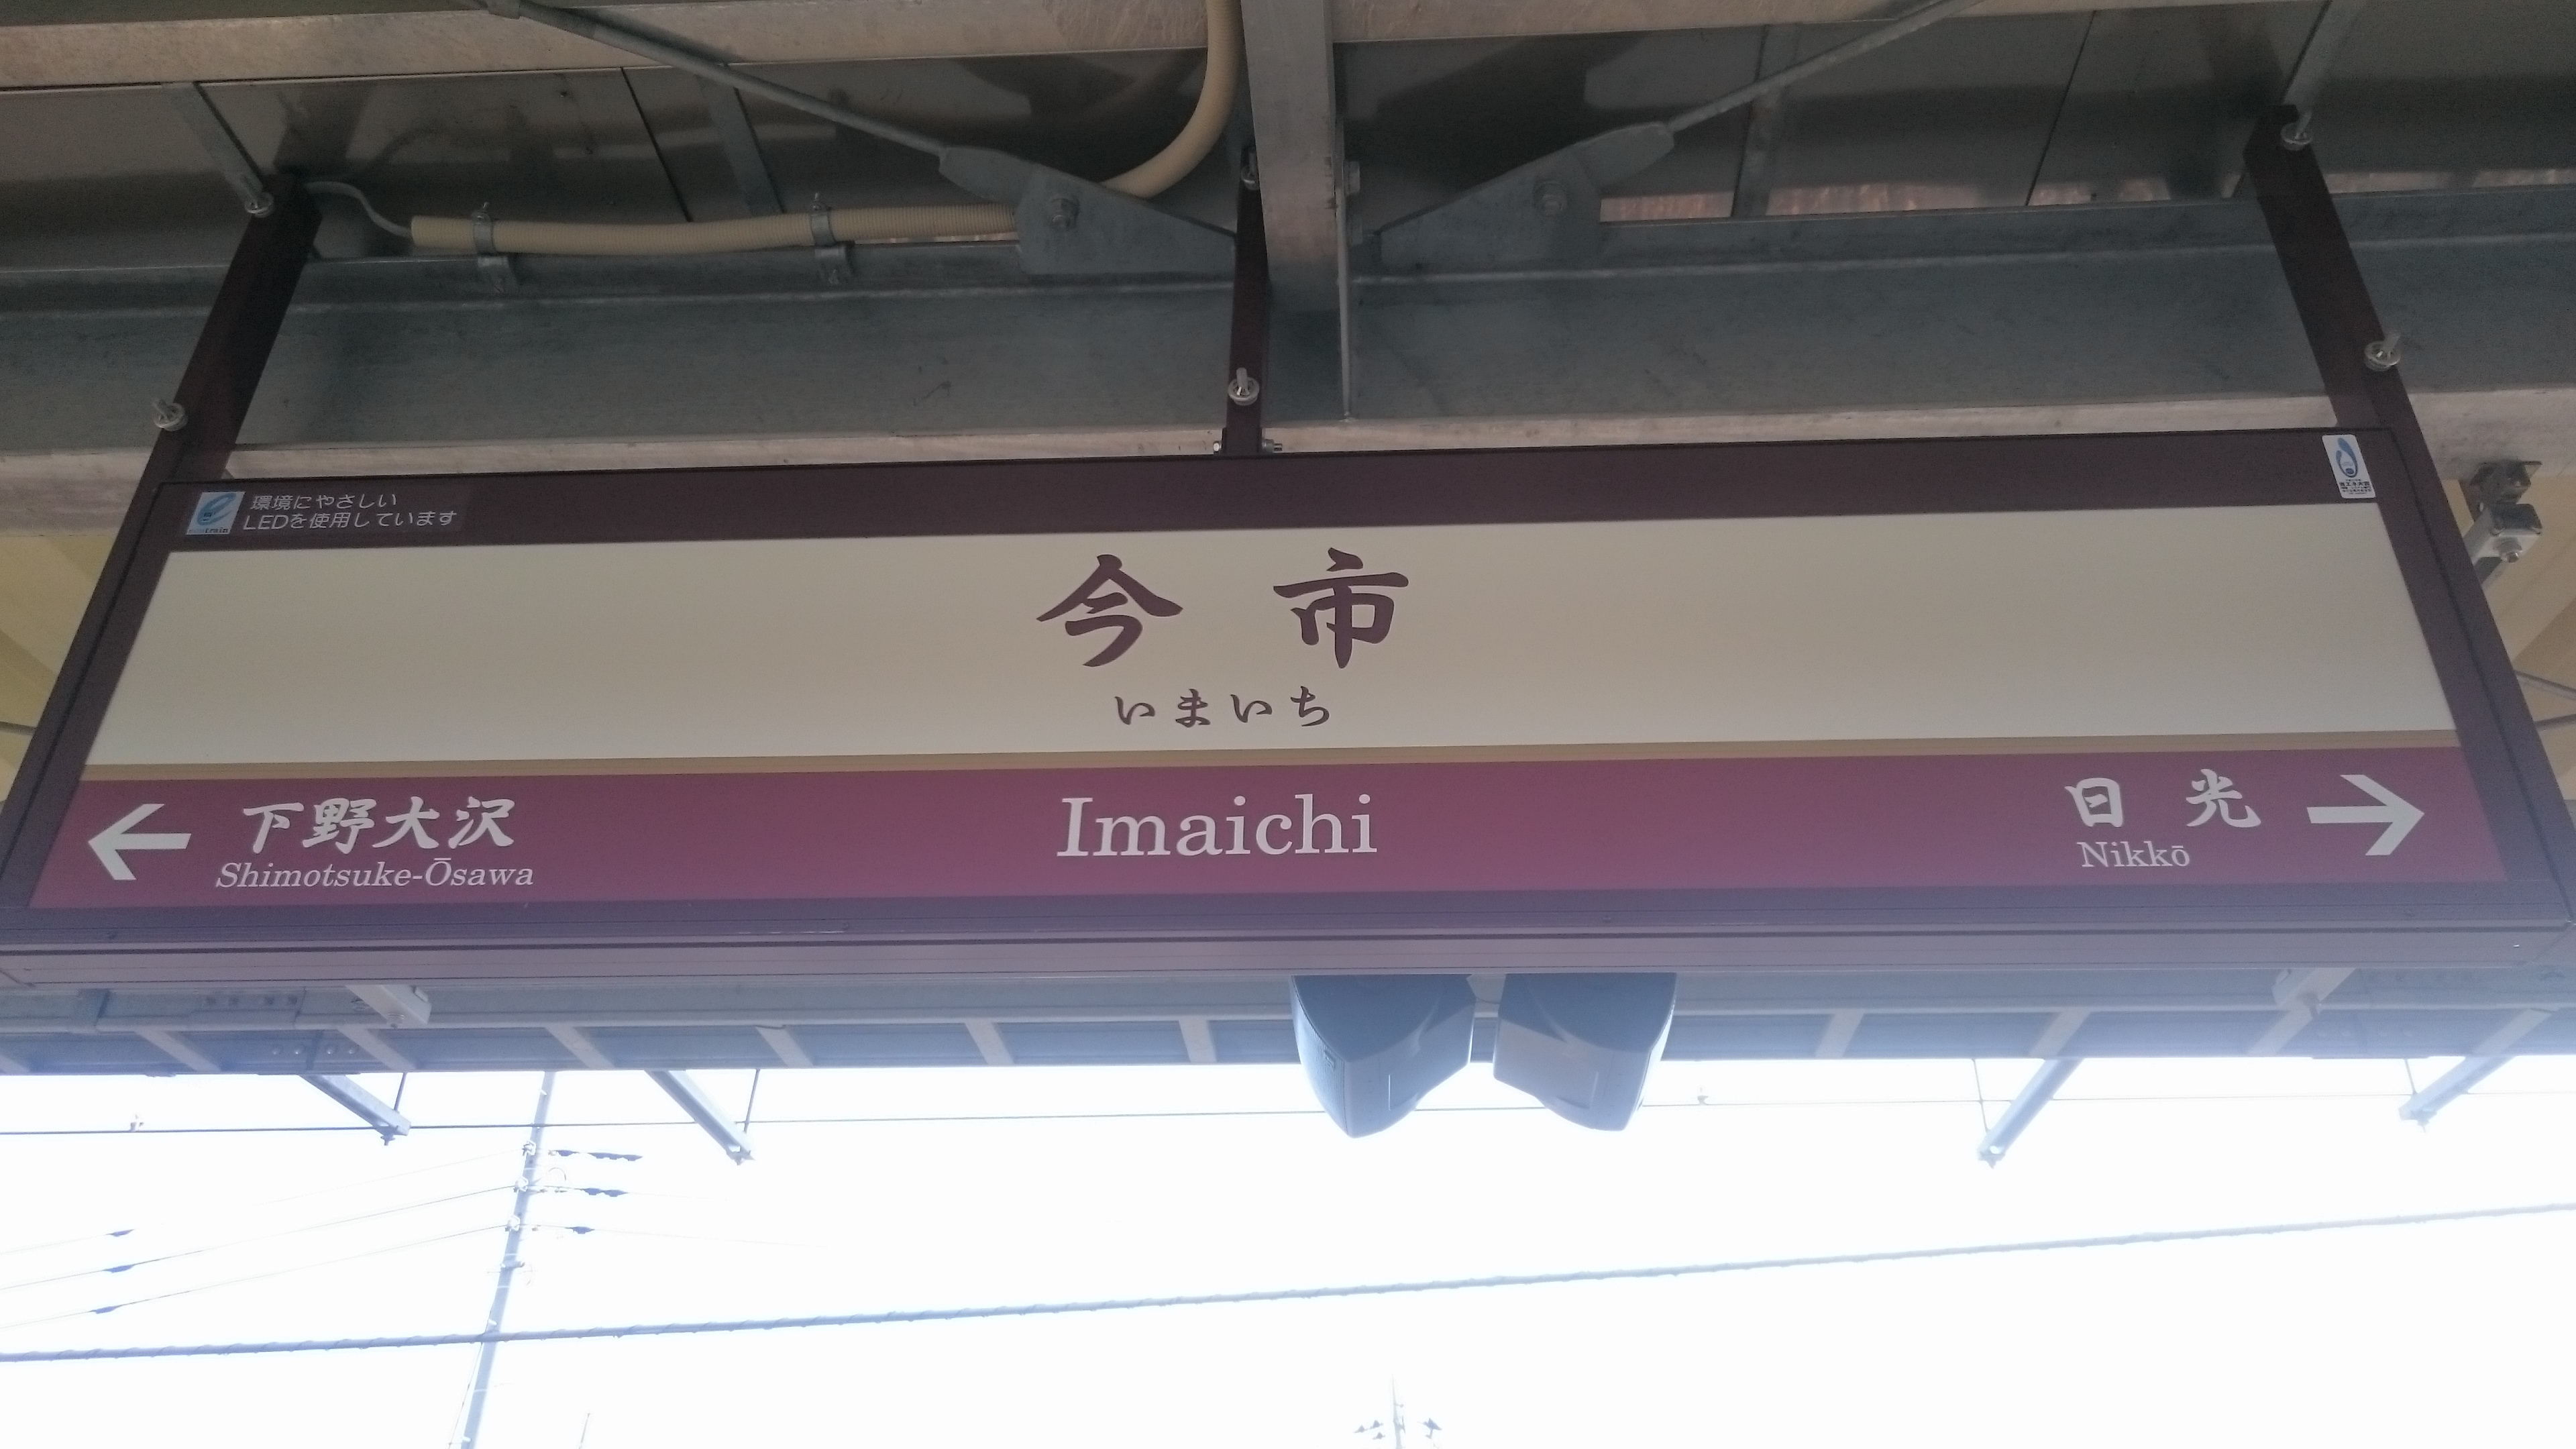 環境にやさしい
LEDを使用しています
今市
いまいち
下野大沢
Shimotsuke-Ōsawa
Imaichi
日光
Nikkō